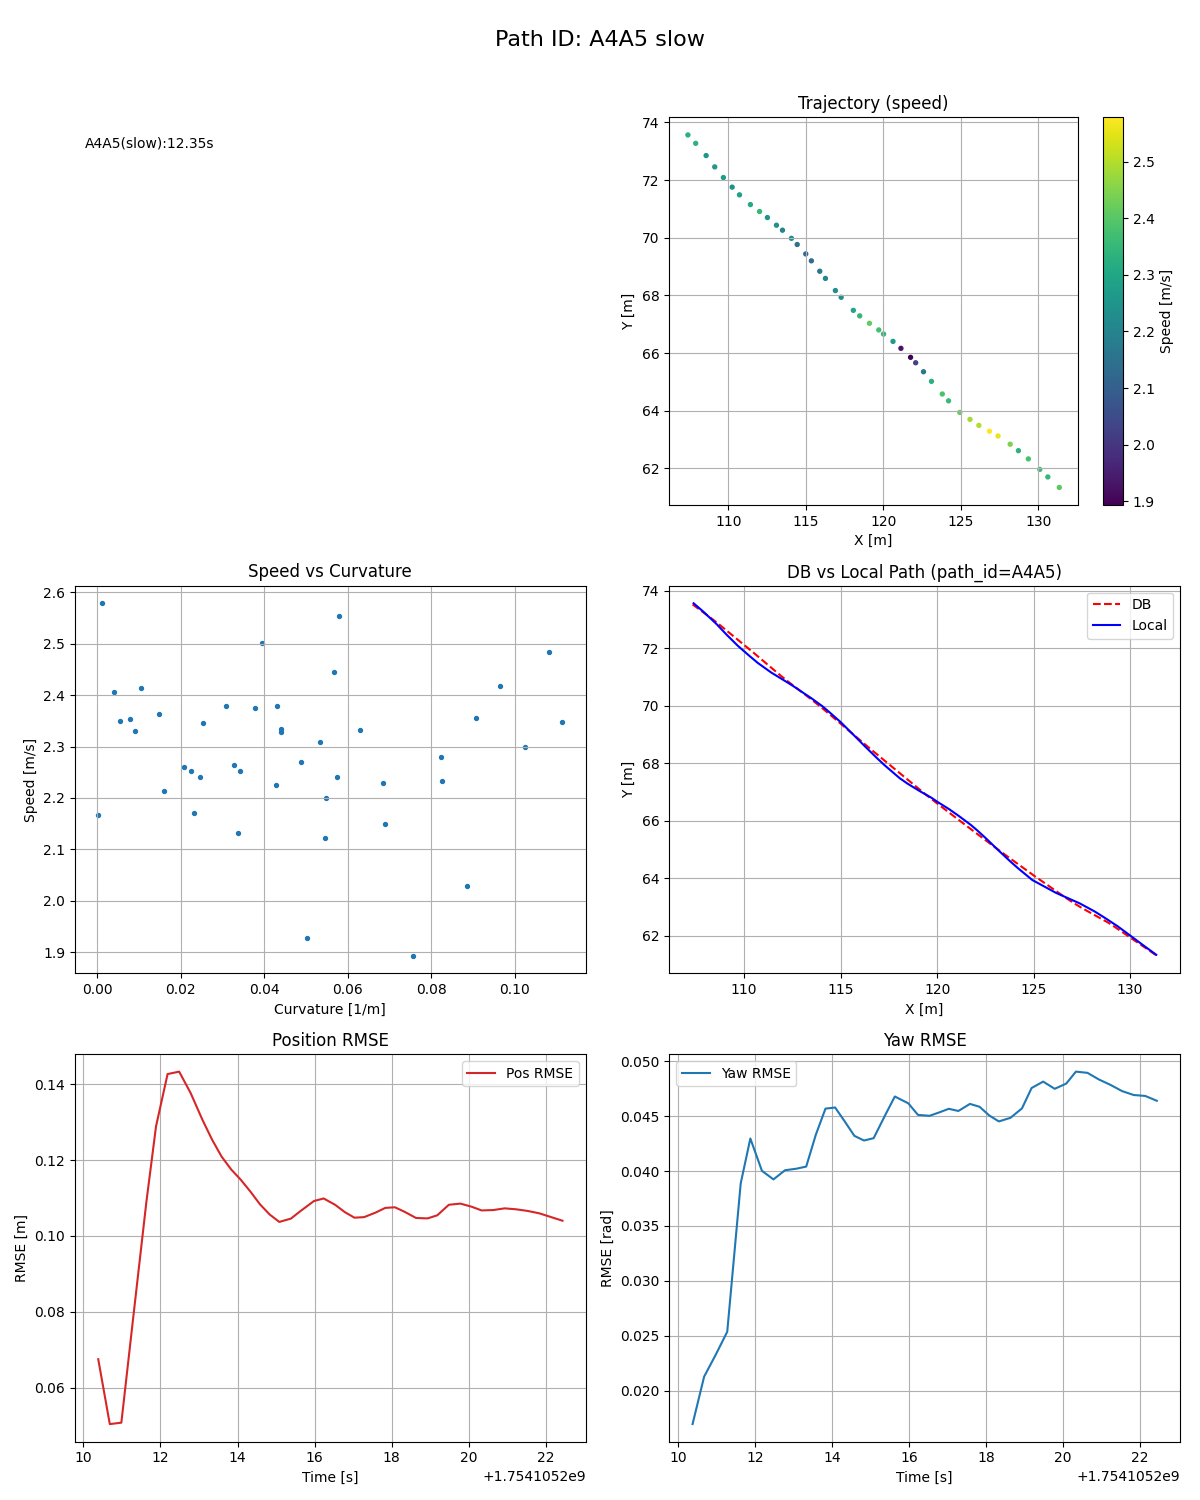 Path ID: A4A5 slow
A4A5(slow):12.35s
Trajectory (speed)
74
72
70
68
66
64
62
Y [m]
110 115 120 125 130
X [m]
2.5
2.4
2.3
2.2
2.1
2.0
1.9
Speed [m/s]
Speed vs Curvature
2.6
2.5
2.4
2.3
2.2
2.1
2.0
1.9
Speed [m/s]
0.00 0.02 0.04 0.06 0.08 0.10
Curvature [1/m]
DB vs Local Path (path_id=A4A5)
DB
Local
74
72
70
68
66
64
62
Y [m]
110 115 120 125 130
X [m]
Position RMSE
Pos RMSE
0.14
0.12
0.10
0.08
0.06
RMSE [m]
10 12 14 16 18 20 22
Time [s]
+1.7541052e9
Yaw RMSE
Yaw RMSE
0.050
0.045
0.040
0.035
0.030
0.025
0.020
RMSE [rad]
10 12 14 16 18 20 22
Time [s]
+1.7541052e9